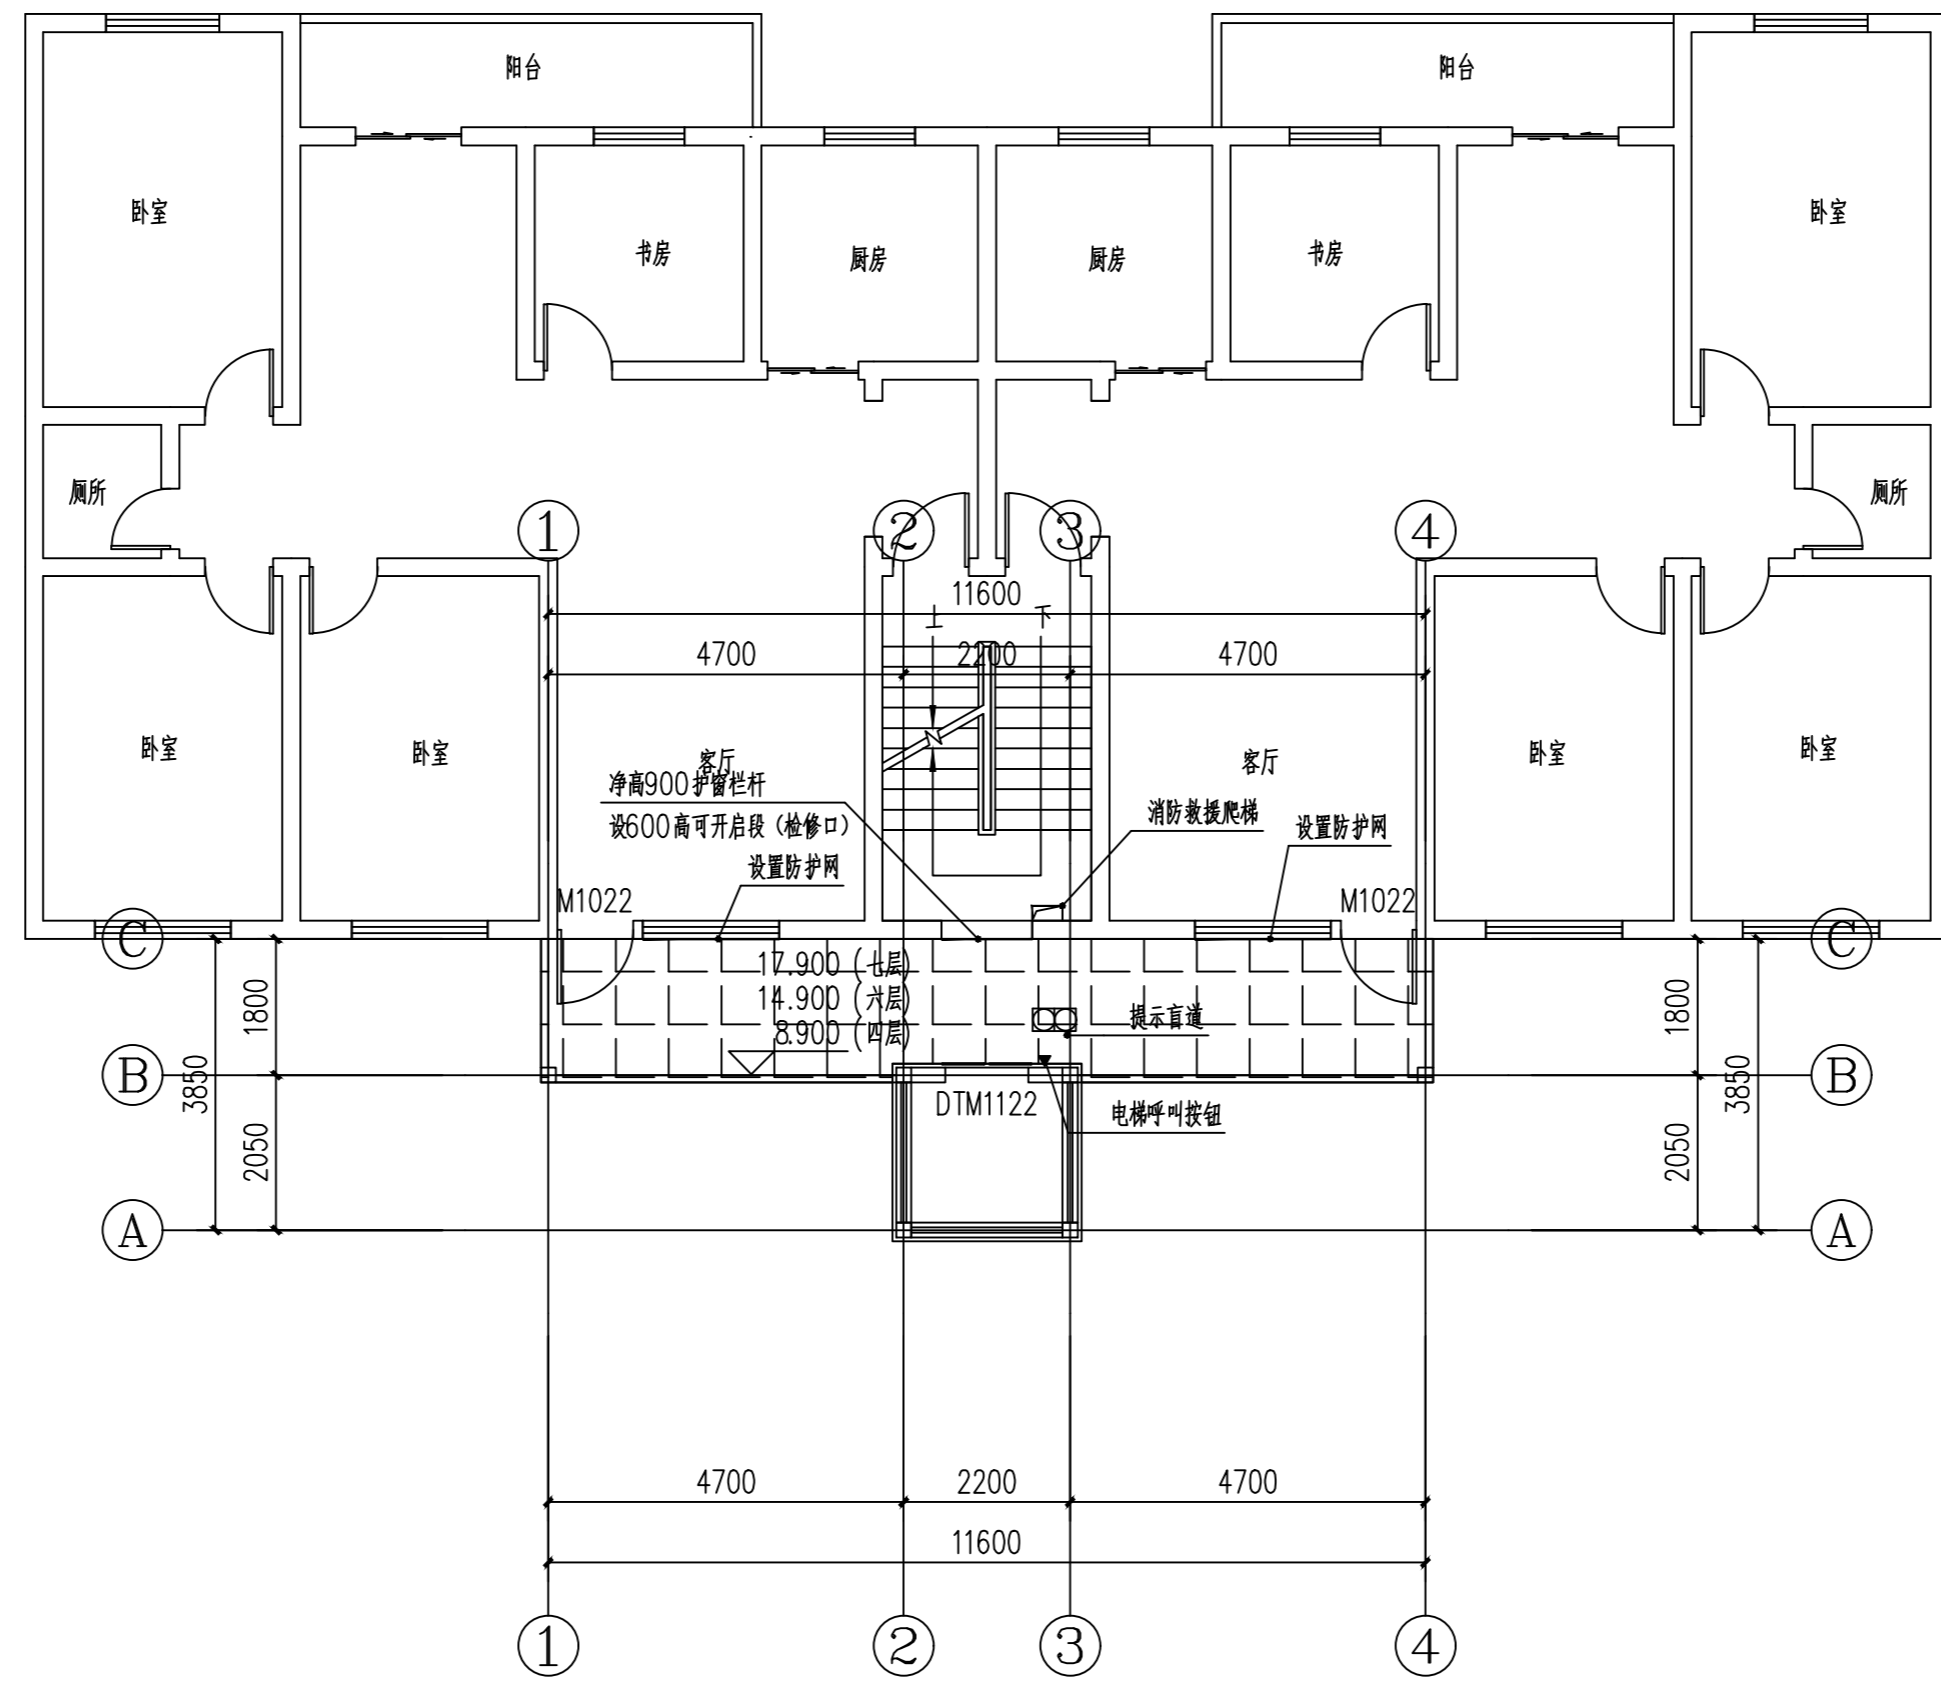 阳台
阳台
卧室
书房
厨房
厨房
书房
卧室
厕所
厕所
1
2
3
4
11600
上
下
4700
2200
4700
卧室
卧室
客厅
客厅
卧室
卧室
净高900护窗栏杆
设600高可开启段（检修口）
设置防护网
消防救援爬梯
设置防护网
M1022
M1022
C
C
17.900（七层）
14.900（六层）
8.900（四层）
提示盲道
1800
1800
B
B
3850
3850
DTM1122
电梯呼叫按钮
2050
2050
A
A
4700
2200
4700
11600
1
2
3
4